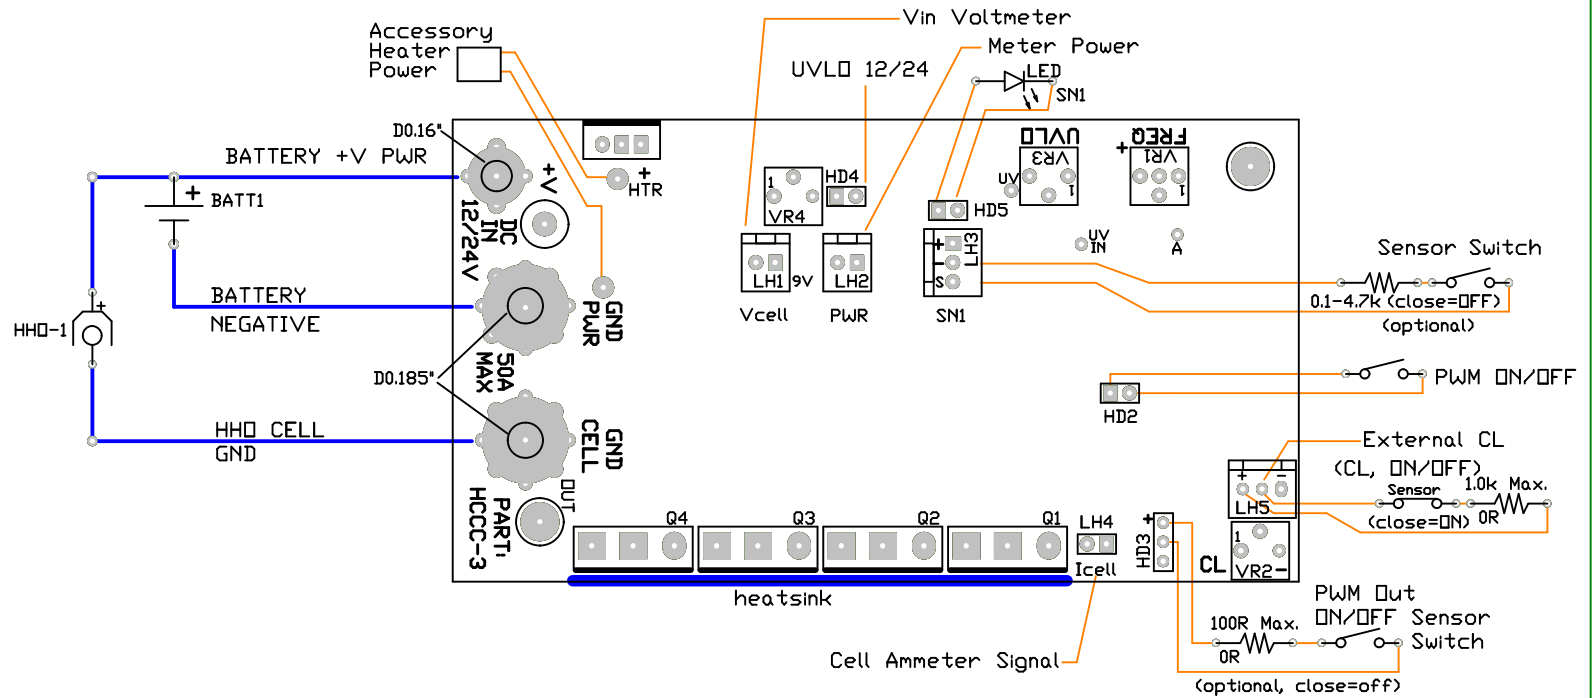 Vin Voltmeter
Accessory
Heater
Power
Meter Power
UVLO 12/24
LED
SN1
D0.16"
BATTERY +V PWR
+V
+
HTR
1
VR4
HD4
UVLO
VR3
1
UV
FREQ
+
VR1
1
BATT1
+
DC
IN
12/24V
HD5
+
-
S
LH3
UV
IN
A
LH1
9V
LH2
Vcell
PWR
SN1
Sensor Switch
0.1-4.7k (close=OFF)
(optional)
BATTERY
NEGATIVE
+
HHO-1
GND
PWR
50A
MAX
D0.185"
PWM ON/OFF
HD2
HHO CELL
GND
GND
CELL
External CL
(CL, ON/OFF)
+
-
LH5
Sensor
1.0k Max.
(close=ON)
0R
OUT
PART:
HCCC-3
Q4
Q3
Q2
Q1
LH4
Icell
+
HD3
CL
1
VR2
-
heatsink
PWM Out
ON/OFF Sensor
Switch
100R Max.
0R
(optional, close=off)
Cell Ammeter Signal